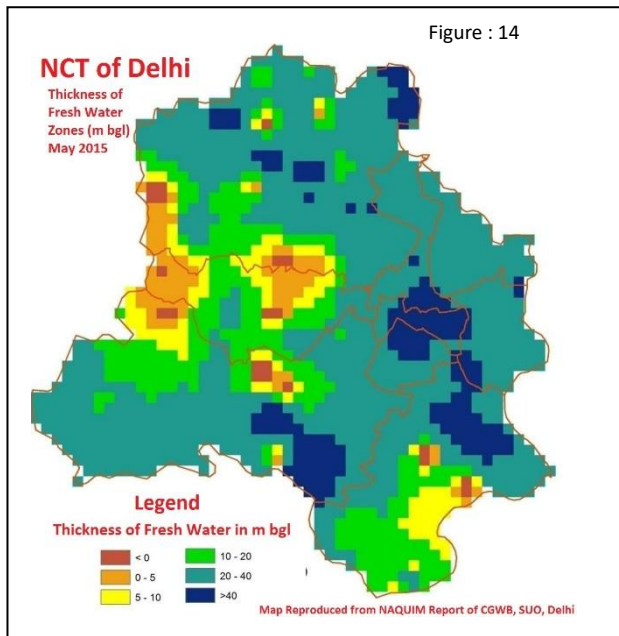 Figure : 14
NCT of Delhi
Thickness of
Fresh Water
Zones (m bgl)
May 2015
Legend
Thickness of Fresh Water in m bgl
< 0
0 - 5
5 - 10
10 - 20
20 - 40
>40
Map Reproduced from NAQUIM Report of CGWB, SUO, Delhi